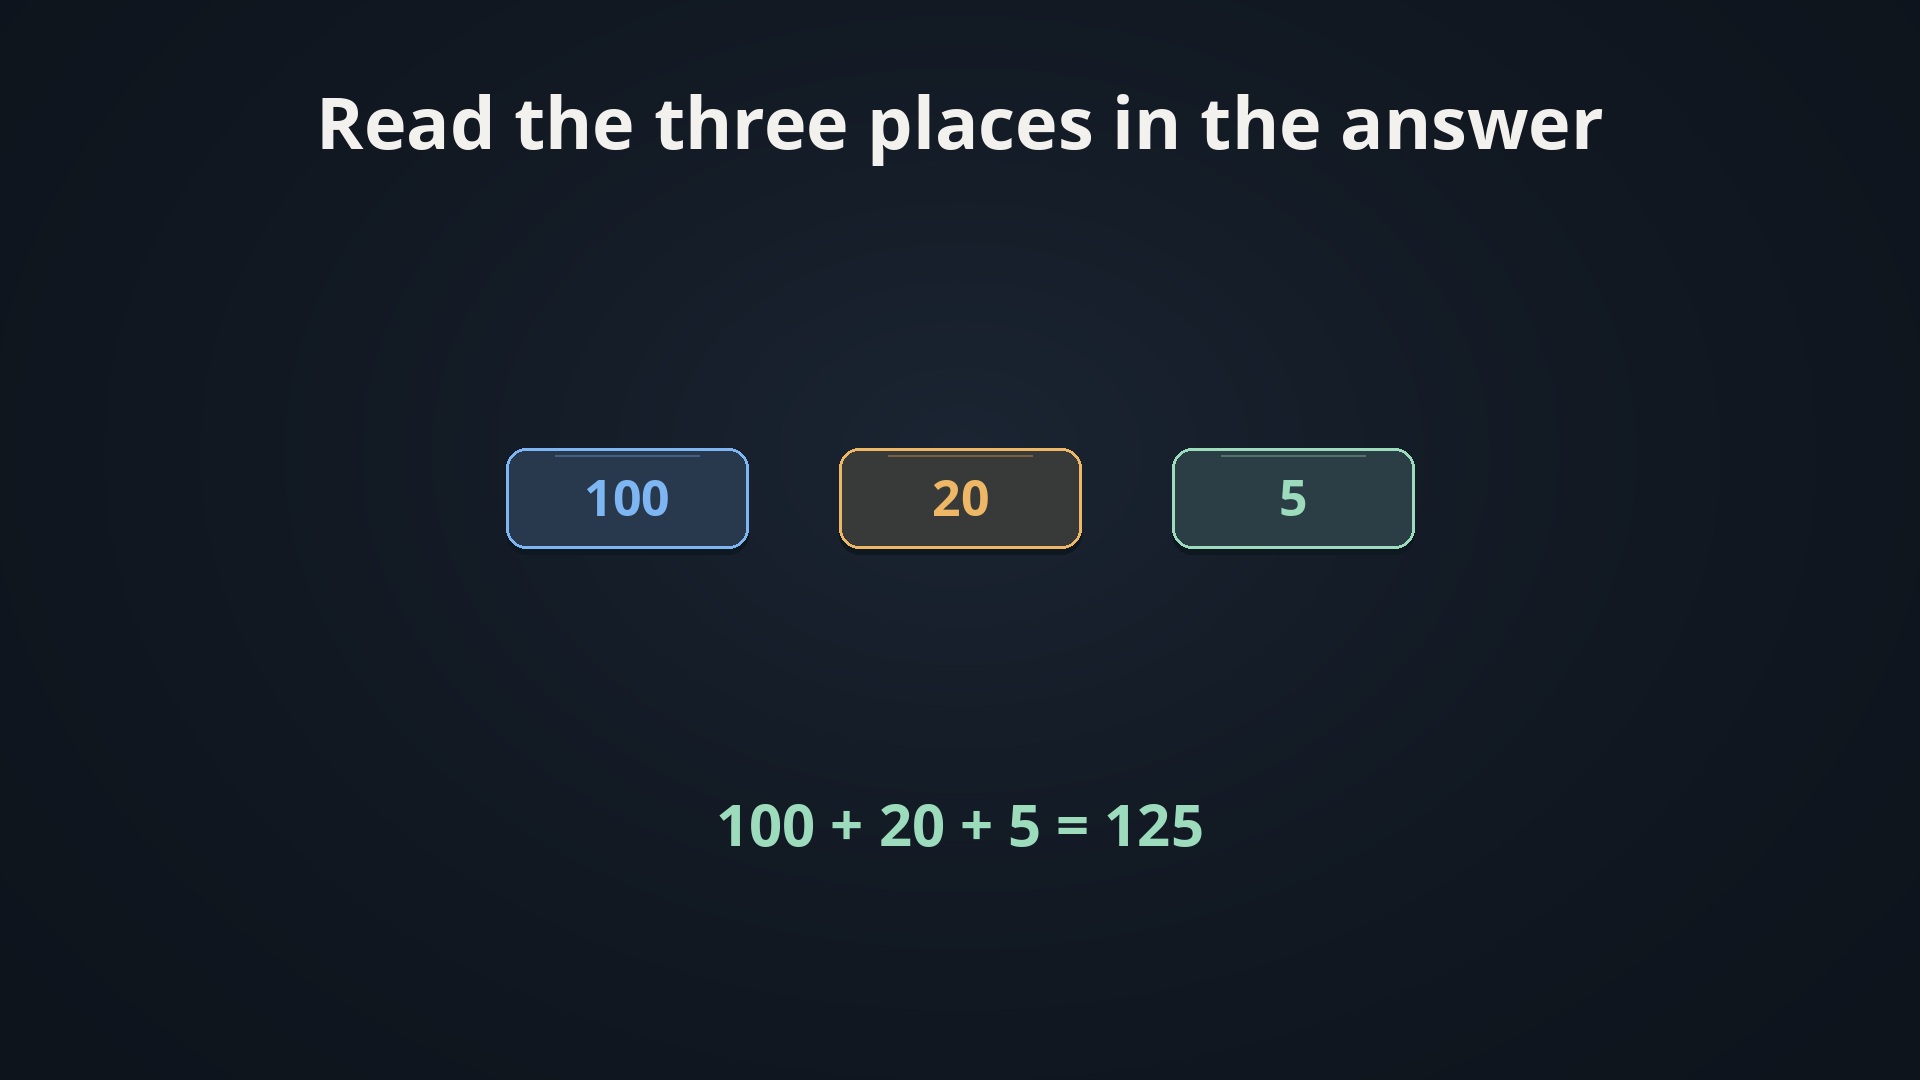 Read the three places in the answer
100 20 5
100 + 20 + 5 = 125